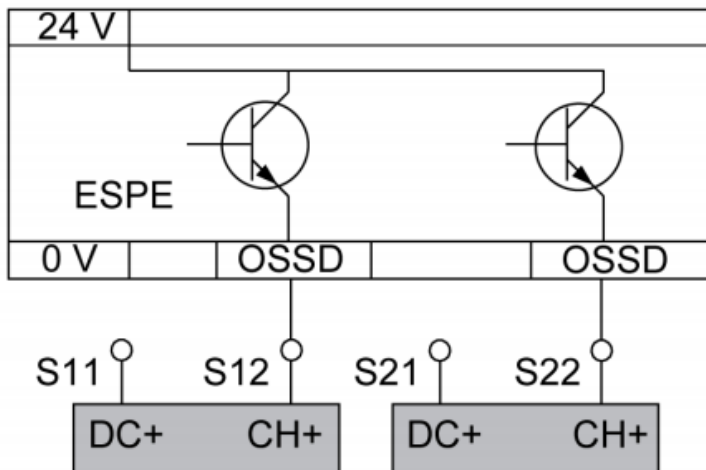 24 V
ESPE
0 V OSSD OSSD
S11 S12 S21 S22
DC+ CH+ DC+ CH+